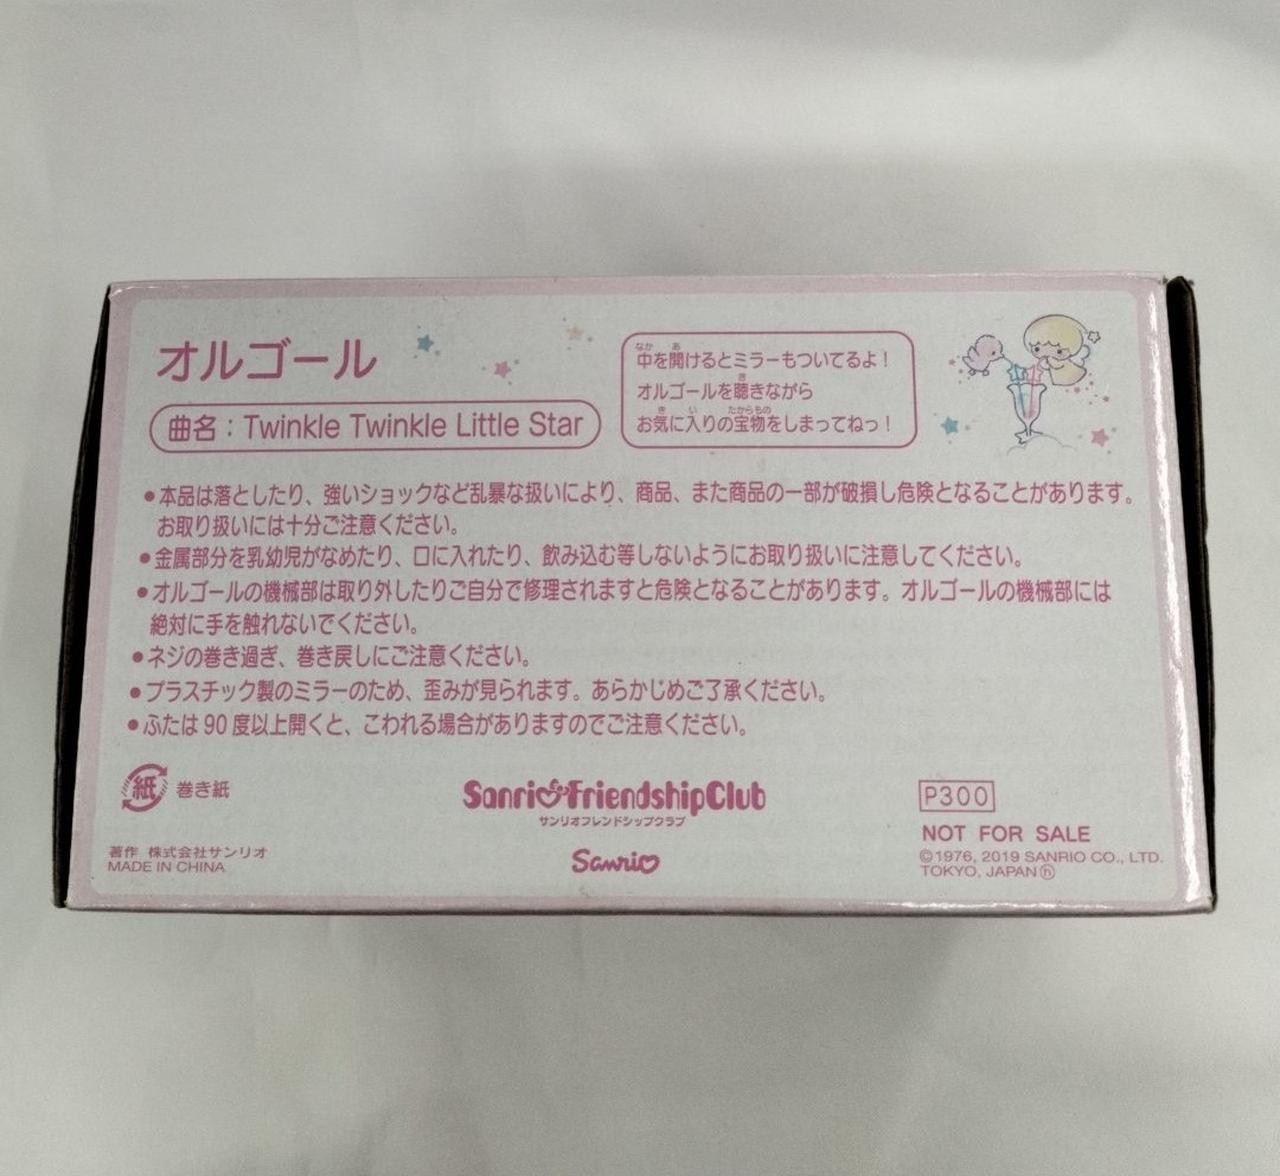 オルゴール
曲名：Twinkle Twinkle Little Star
なか あ
中を開けるとミラーもついてるよ！
き
オルゴールを聴きながら
き い たからもの
お気に入りの宝物をしまってねっ！
●本品は落としたり、強いショックなど乱暴な扱いにより、商品、また商品の一部が破損し危険となることがあります。
お取り扱いには十分ご注意ください。
●金属部分を乳幼児がなめたり、口に入れたり、飲み込む等しないようにお取り扱いに注意してください。
●オルゴールの機械部は取り外したりご自分で修理されますと危険となることがあります。オルゴールの機械部には
絶対に手を触れないでください。
●ネジの巻き過ぎ、巻き戻しにご注意ください。
●プラスチック製のミラーのため、歪みが見られます。あらかじめご了承ください。
●ふたは90度以上開くと、こわれる場合がありますのでご注意ください。
紙 巻き紙
著作 株式会社サンリオ
MADE IN CHINA
Sanrio Friendship Club
サンリオフレンドシップクラブ
Sanrio
P300
NOT FOR SALE
©1976, 2019 SANRIO CO., LTD.
TOKYO, JAPAN ⓗ